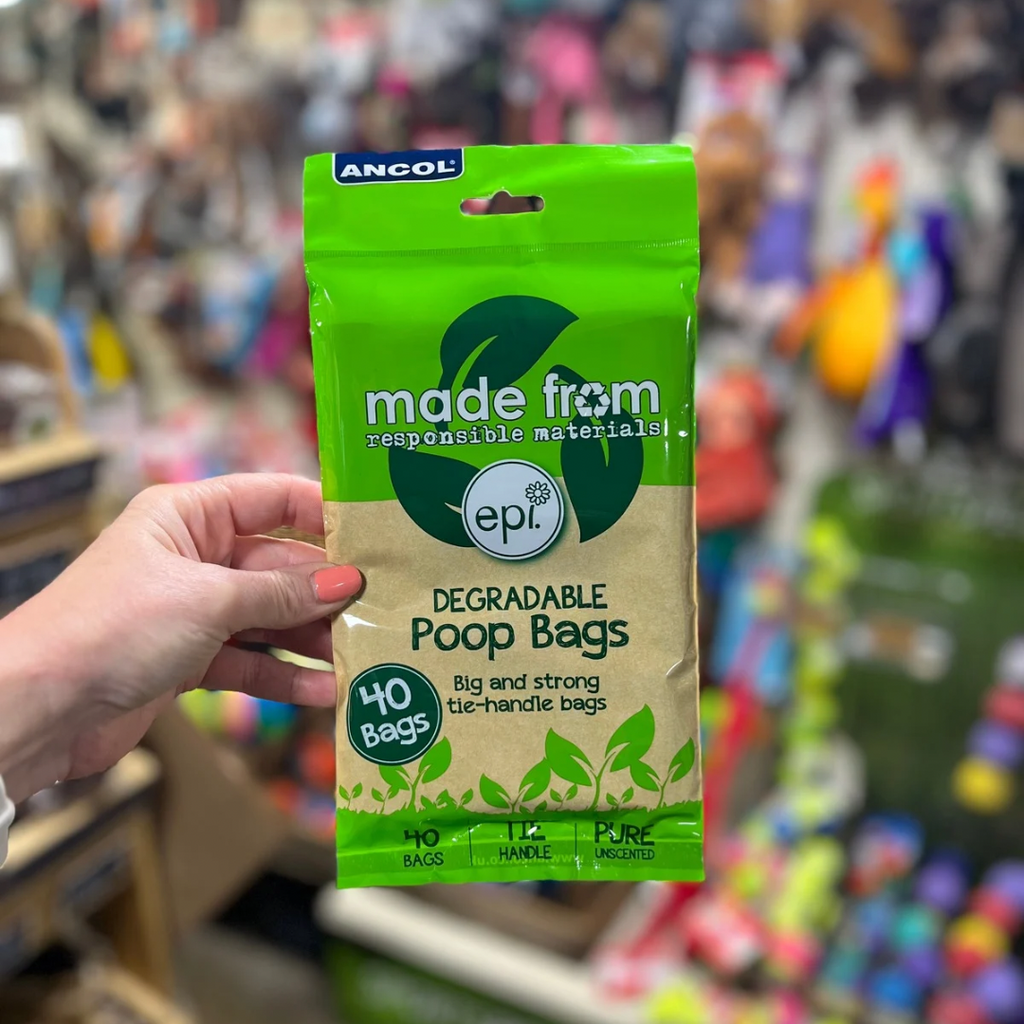 ANCOL
made from
responsible materials
epi.
DEGRADABLE
Poop Bags
Big and strong
tie-handle bags
40
Bags
40
BAGS
TIE
HANDLE
PURE
UNSCENTED